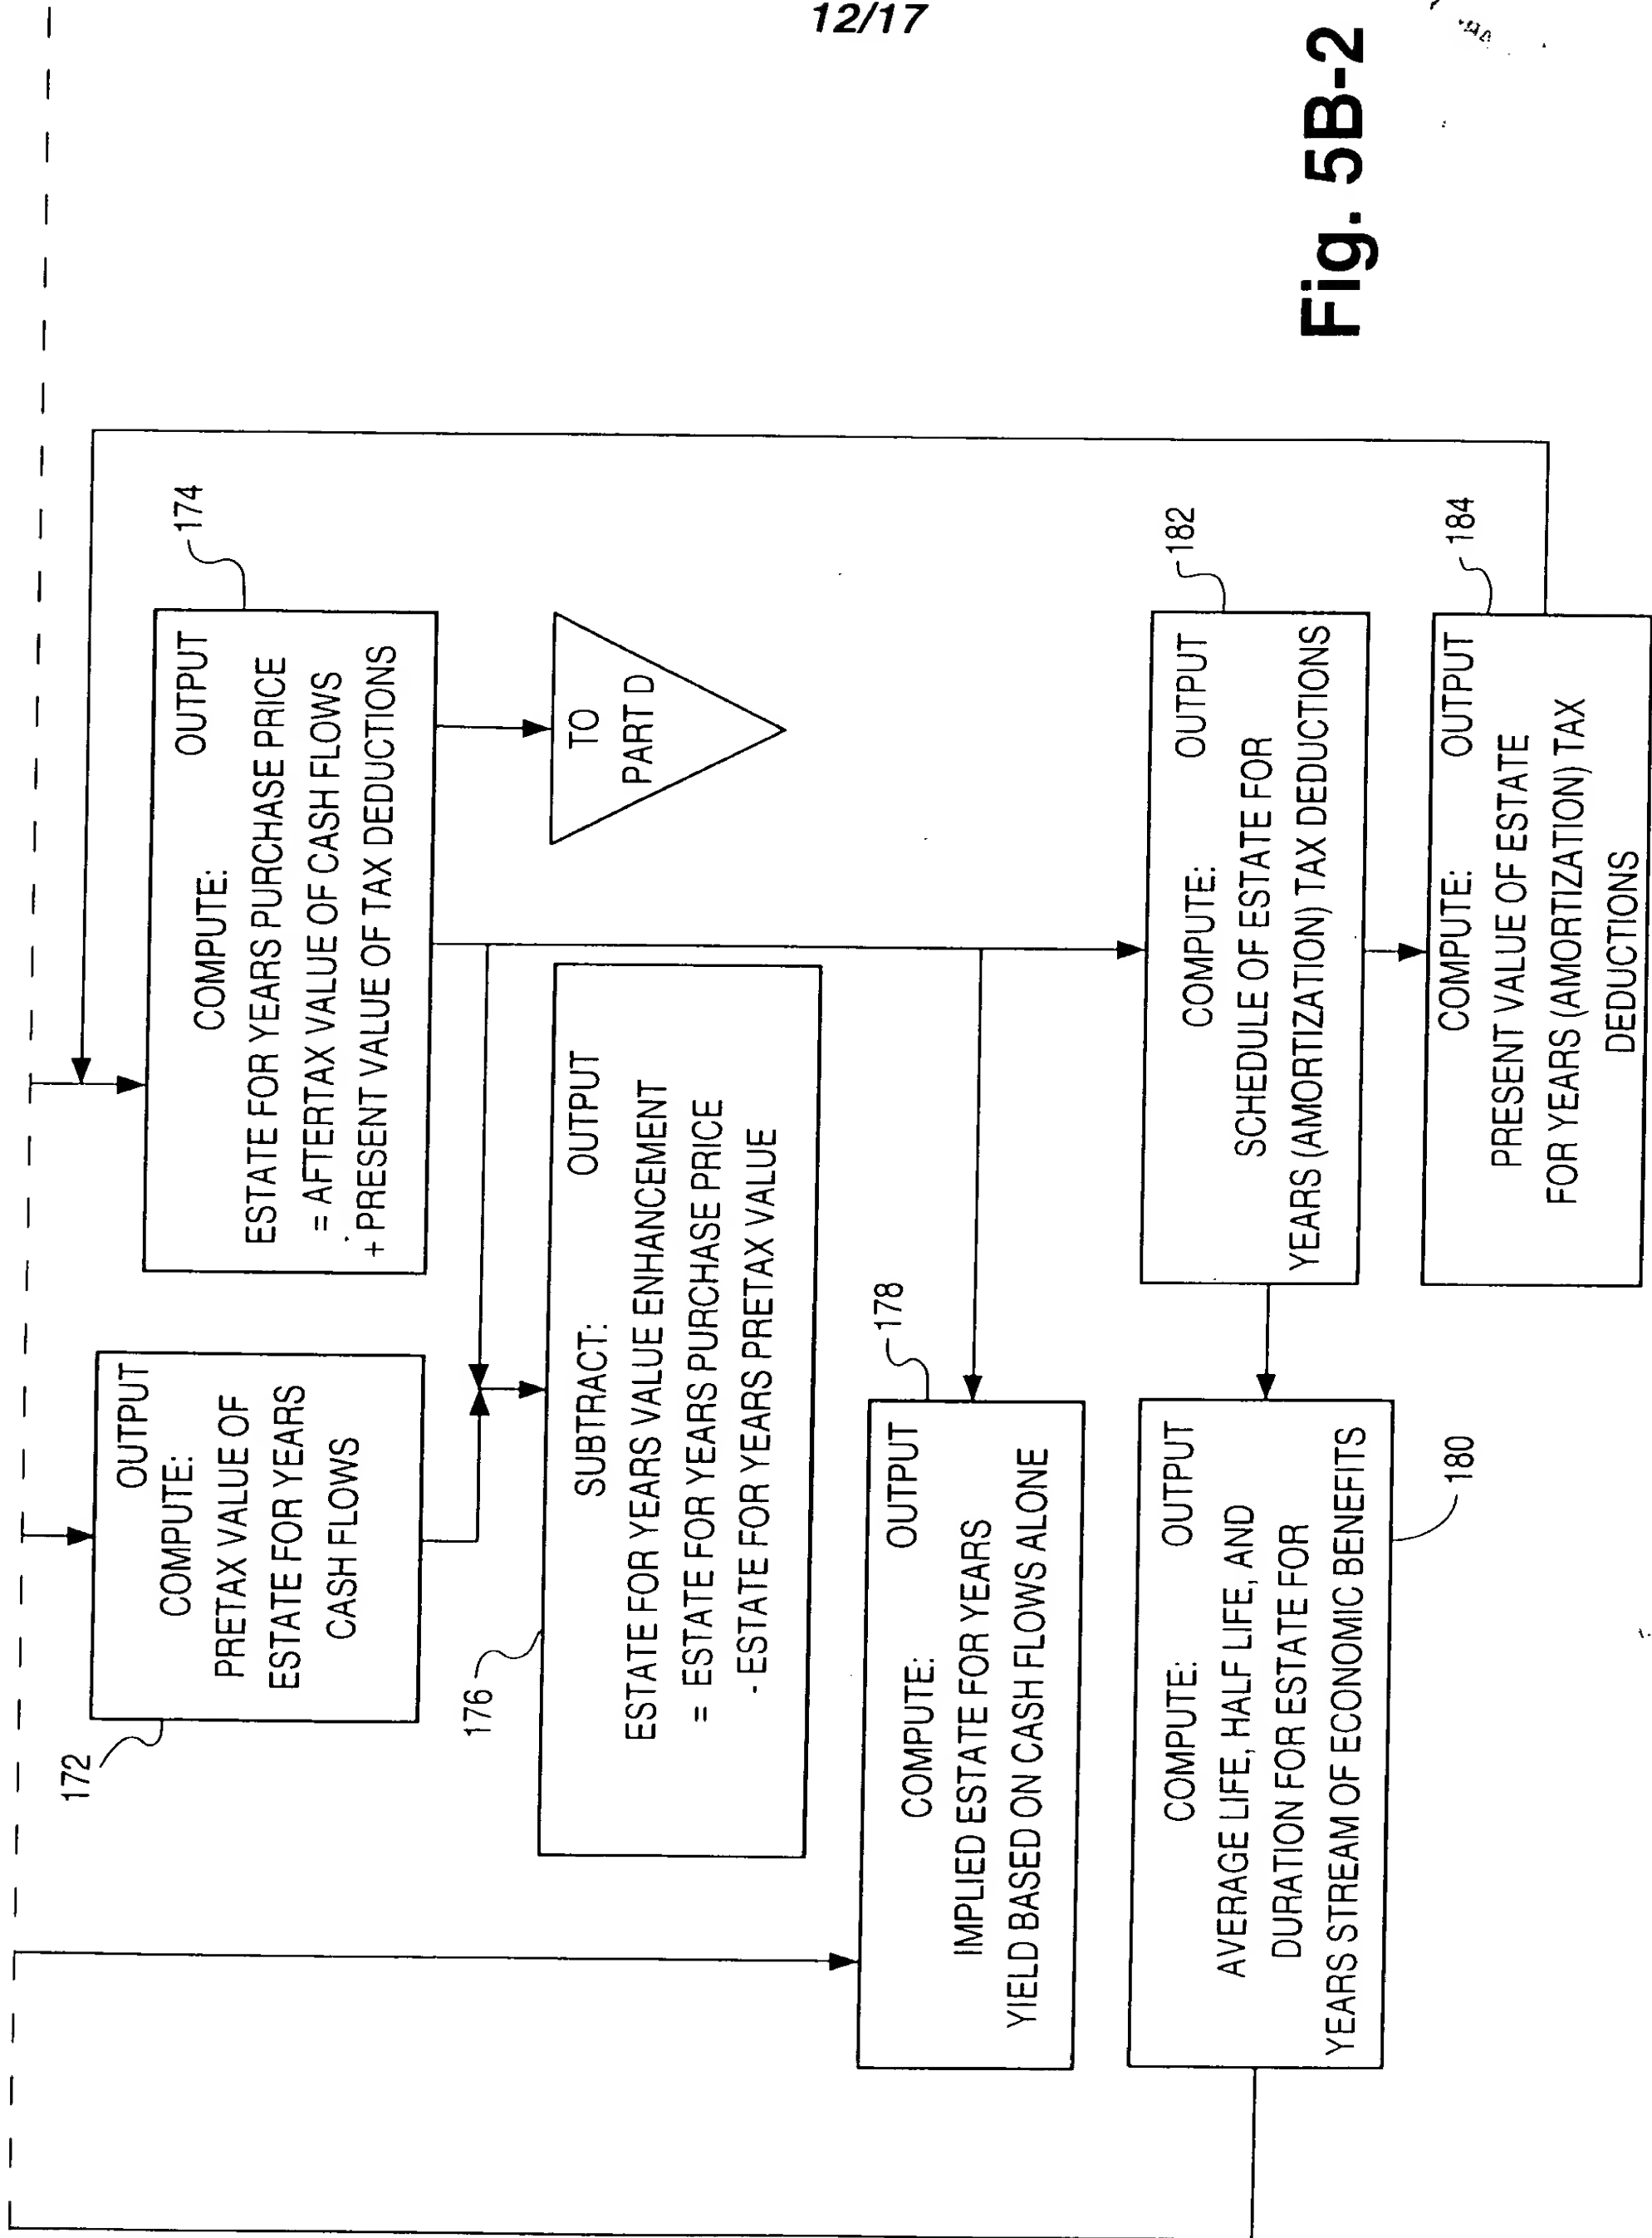 12/17
172
OUTPUT
COMPUTE:
PRETAX VALUE OF
ESTATE FOR YEARS
CASH FLOWS
174
OUTPUT
COMPUTE:
ESTATE FOR YEARS PURCHASE PRICE
= AFTERTAX VALUE OF CASH FLOWS
+ PRESENT VALUE OF TAX DEDUCTIONS
TO
PART D
176
SUBTRACT: OUTPUT
ESTATE FOR YEARS VALUE ENHANCEMENT
= ESTATE FOR YEARS PURCHASE PRICE
- ESTATE FOR YEARS PRETAX VALUE
178
COMPUTE: OUTPUT
IMPLIED ESTATE FOR YEARS
YIELD BASED ON CASH FLOWS ALONE
180
COMPUTE: OUTPUT
AVERAGE LIFE, HALF LIFE, AND
DURATION FOR ESTATE FOR
YEARS STREAM OF ECONOMIC BENEFITS
182
COMPUTE: OUTPUT
SCHEDULE OF ESTATE FOR
YEARS (AMORTIZATION) TAX DEDUCTIONS
184
COMPUTE: OUTPUT
PRESENT VALUE OF ESTATE
FOR YEARS (AMORTIZATION) TAX
DEDUCTIONS
Fig. 5B-2